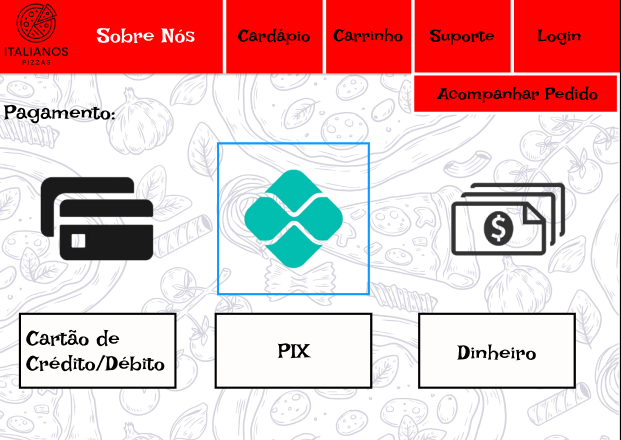 ITALIANOS
PIZZAS
Sobre Nós
Cardápio
Carrinho
Suporte
Login
Acompanhar Pedido
Pagamento:
$
Cartão de
Crédito/Débito
PIX
Dinheiro